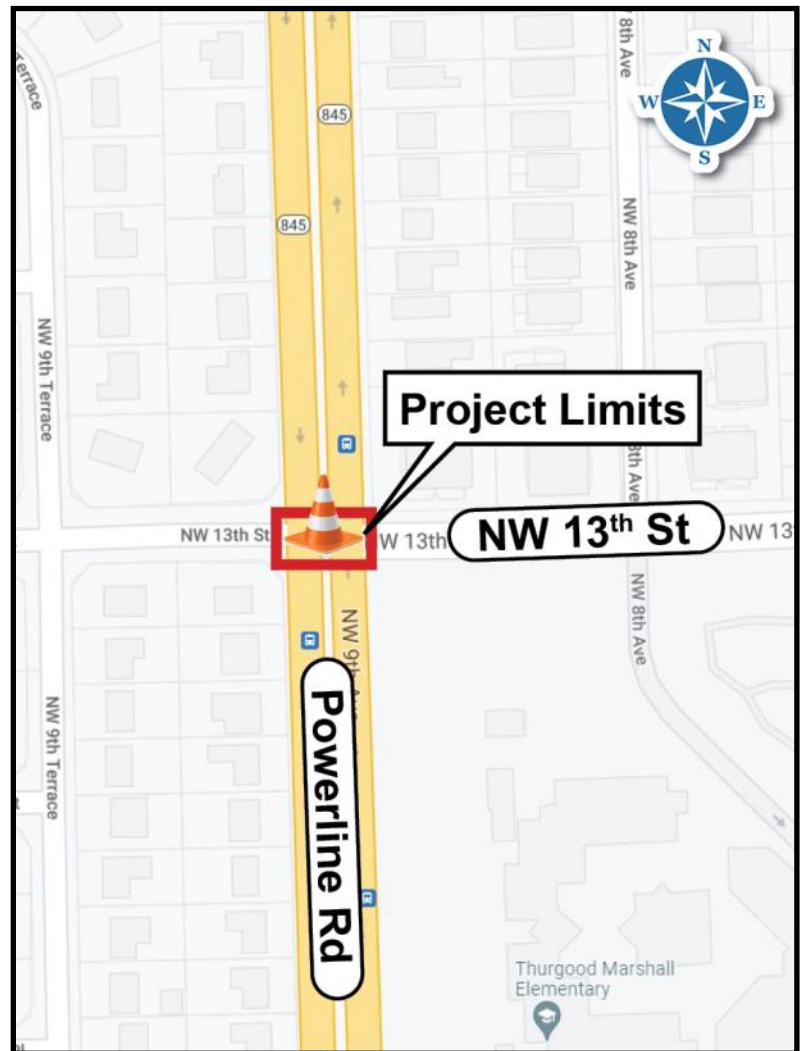 Terrace
8th Ave
N
W
E
S
845
845
NW 8th Ave
NW 9th Terrace
Project Limits
8th Ave
NW 13th St
W 13th
NW 13th St
NW 13
NW 8th Ave
NW 9th Ave
Powerline Rd
NW 9th Terrace
Thurgood Marshall
Elementary